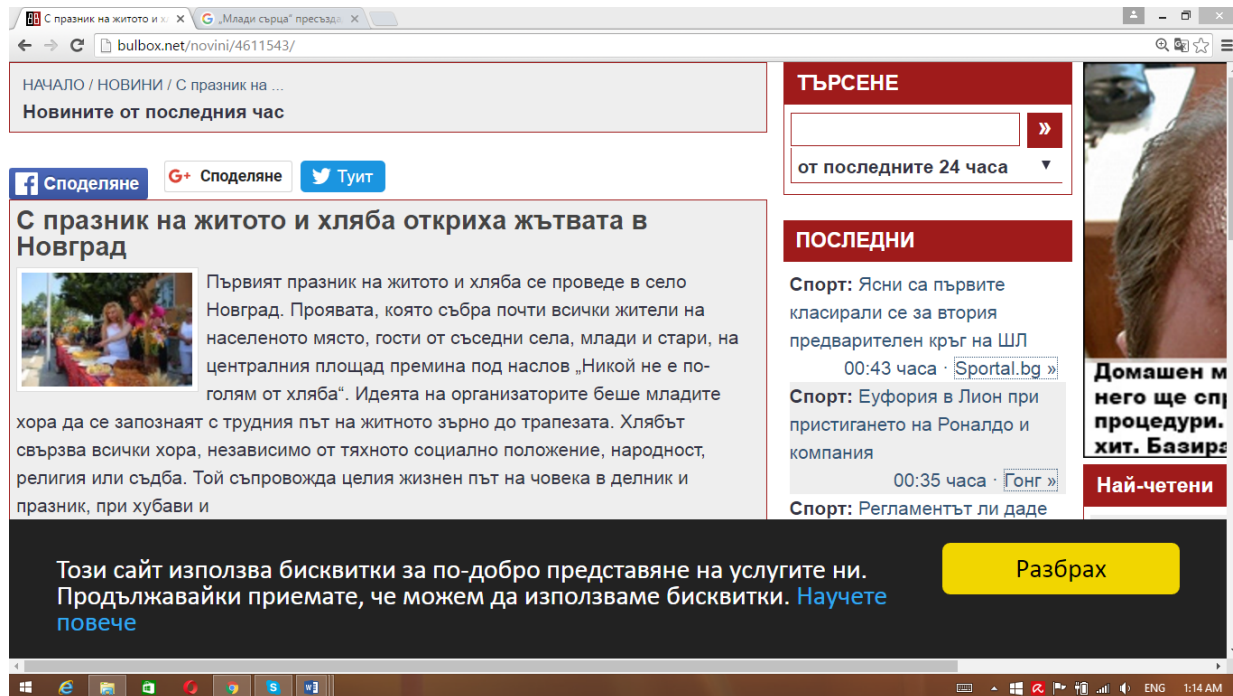 С празник на житото и х
„Млади сърца" пресъзда
bulbox.net/novini/4611543/
НАЧАЛО / НОВИНИ / С празник на ...
Новините от последния час
Споделяне
G+ Споделяне
Туит
С празник на житото и хляба откриха жътвата в
Новград
Първият празник на житото и хляба се проведе в село
Новград. Проявата, която събра почти всички жители на
населеното място, гости от съседни села, млади и стари, на
централния площад премина под наслов „Никой не е по-
голям от хляба“. Идеята на организаторите беше младите
хора да се запознаят с трудния път на житното зърно до трапезата. Хлябът
свързва всички хора, независимо от тяхното социално положение, народност,
религия или съдба. Той съпровожда целия жизнен път на човека в делник и
празник, при хубави и
ТЪРСЕНЕ
»
от последните 24 часа ▼
ПОСЛЕДНИ
Спорт: Ясни са първите
класирали се за втория
предварителен кръг на ШЛ
00:43 часа · Sportal.bg »
Спорт: Еуфория в Лион при
пристигането на Роналдо и
компания
00:35 часа · Гонг »
Спорт: Регламентът ли даде
Домашен м
него ще спр
процедури.
хит. Базира
Най-четени
Този сайт използва бисквитки за по-добро представяне на услугите ни.
Продължавайки приемате, че можем да използваме бисквитки. Научете
повече
Разбрах
ENG 1:14 AM